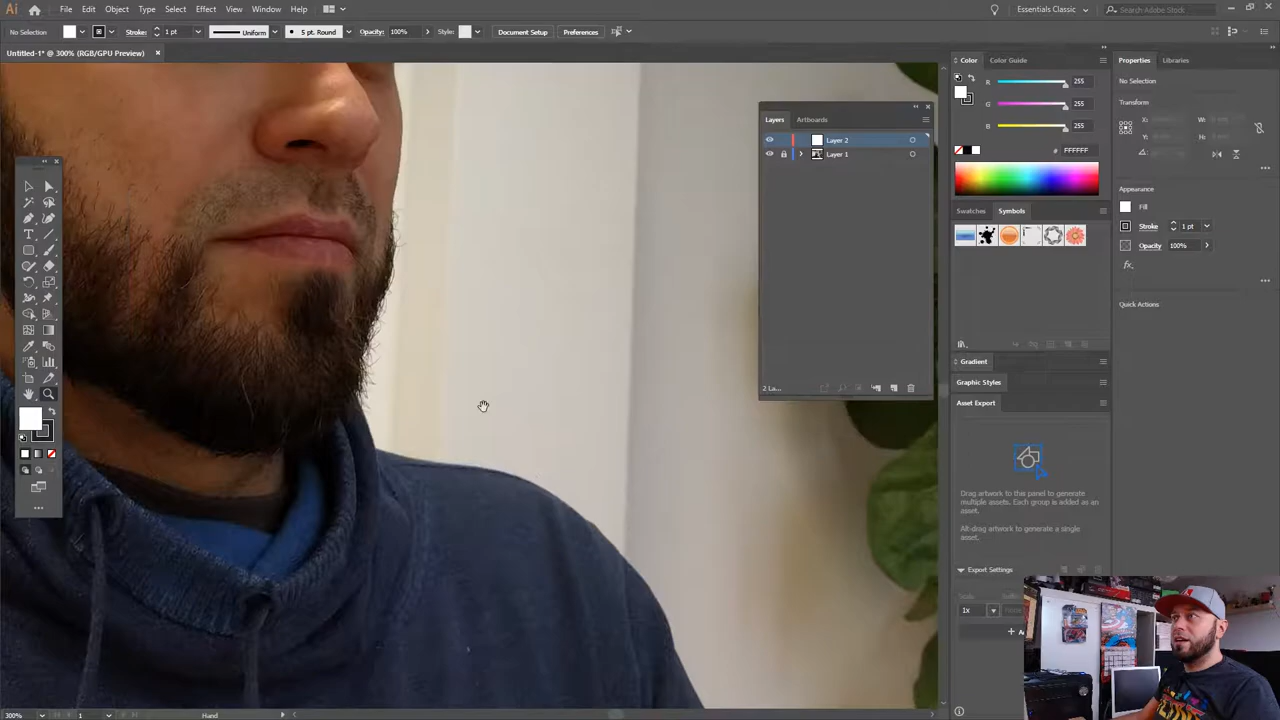 Ai File Edit Object Type Select Effect View Window Help Essentials Classic Search Adobe Stock
No Selection Stroke: 1 pt Uniform 5 pt. Round Opacity: 100% Style: Document Setup Preferences
Untitled-1* @ 300% (RGB/GPU Preview)
Color Color Guide
R 255
G 255
B 255
# FFFFFF
Swatches Symbols
Gradient
Graphic Styles
Asset Export
Drag artwork to this panel to generate
multiple assets. Each group is added as an
asset.
Alt-drag artwork to generate a single
asset.
Export Settings
1x
Properties Libraries
No Selection
Transform
X: W:
Y: H:
Appearance
Fill
Stroke 1 pt
Opacity 100%
fx
Quick Actions
Layers Artboards
Layer 2
Layer 1
2 La...
300% 1 Hand